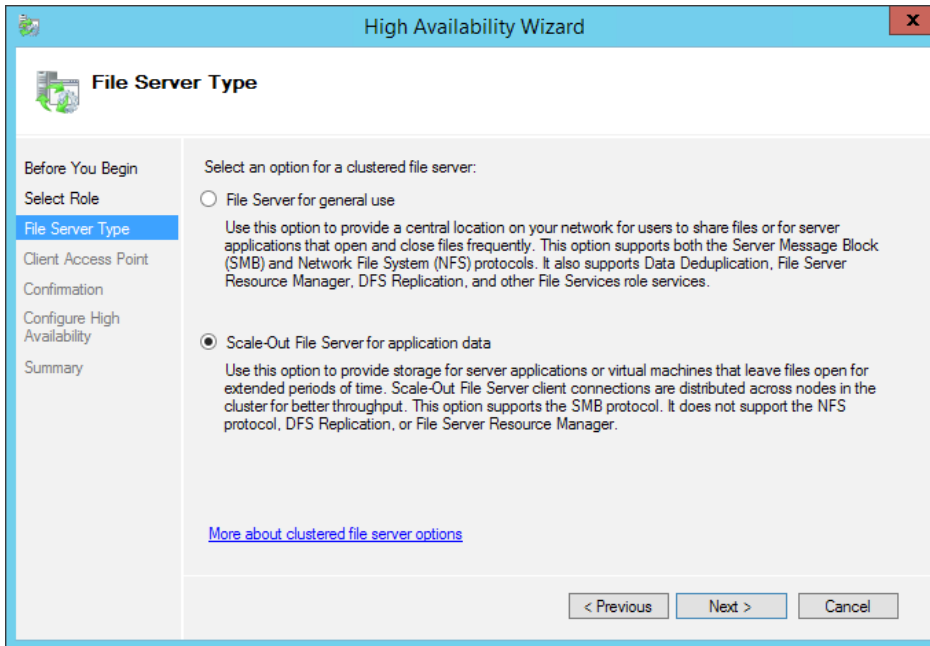 High Availability Wizard
x
File Server Type
Before You Begin
Select Role
File Server Type
Client Access Point
Confirmation
Configure High
Availability
Summary
Select an option for a clustered file server:
File Server for general use
Use this option to provide a central location on your network for users to share files or for server
applications that open and close files frequently. This option supports both the Server Message Block
(SMB) and Network File System (NFS) protocols. It also supports Data Deduplication, File Server
Resource Manager, DFS Replication, and other File Services role services.
Scale-Out File Server for application data
Use this option to provide storage for server applications or virtual machines that leave files open for
extended periods of time. Scale-Out File Server client connections are distributed across nodes in the
cluster for better throughput. This option supports the SMB protocol. It does not support the NFS
protocol, DFS Replication, or File Server Resource Manager.
More about clustered file server options
< Previous
Next >
Cancel